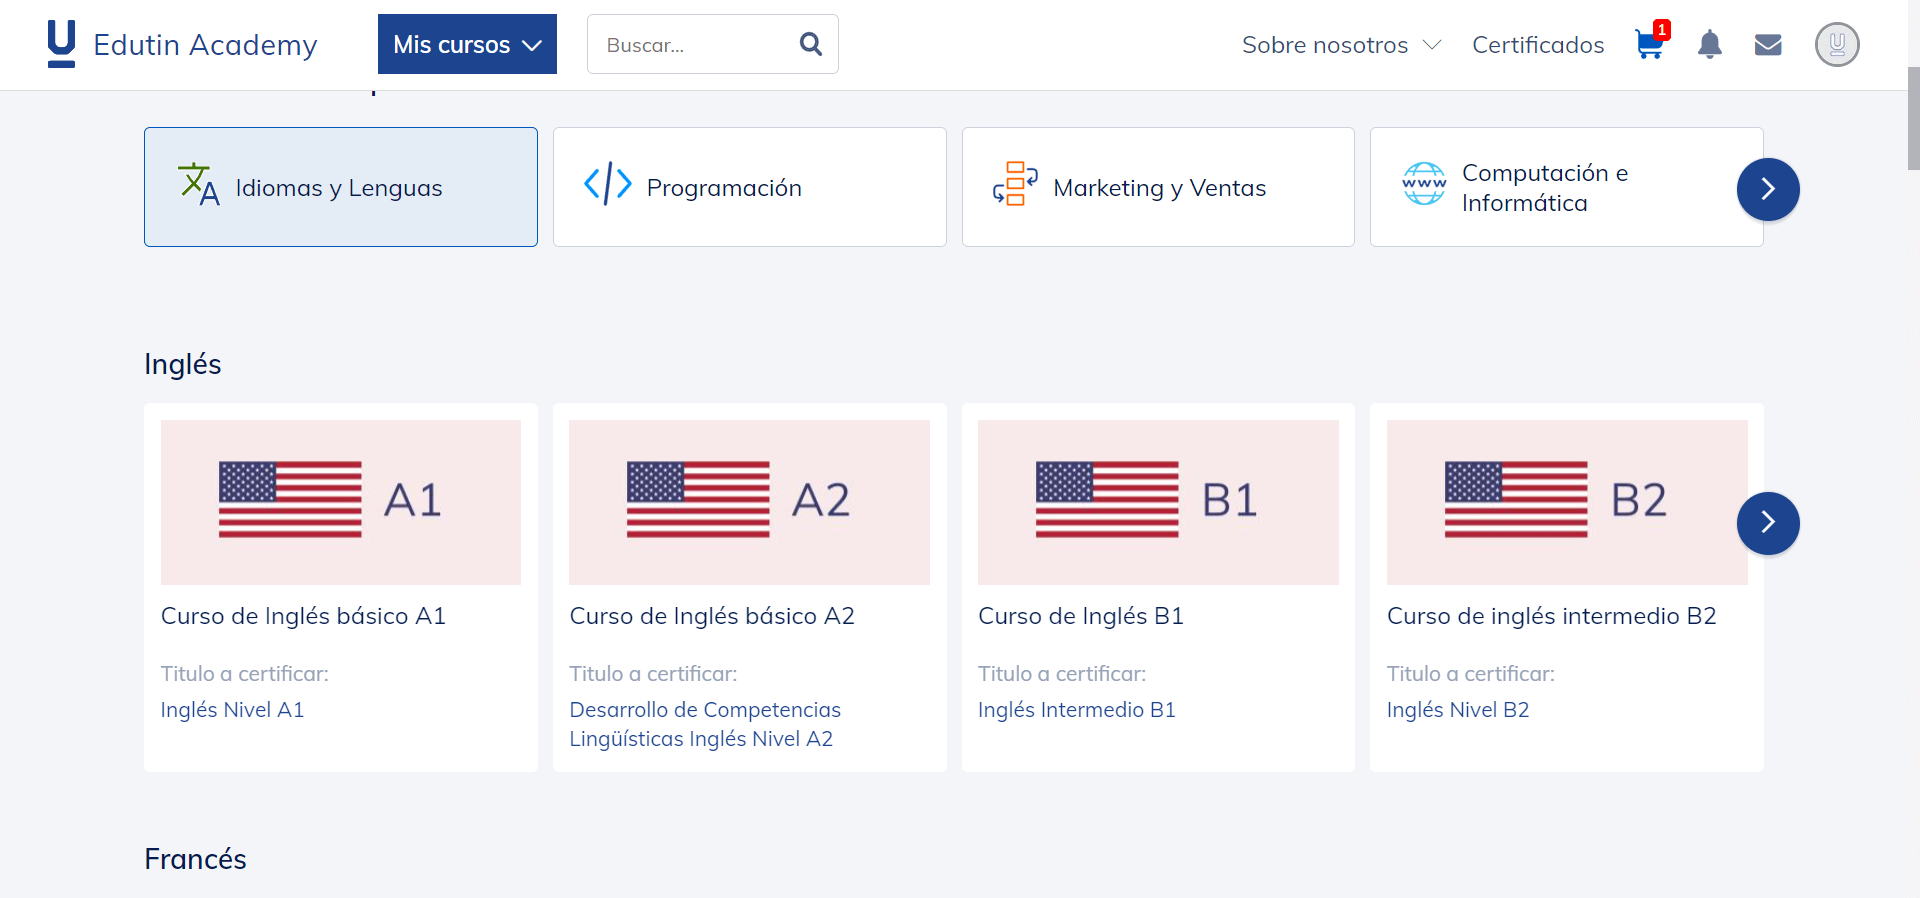 Edutin Academy
Mis cursos
Buscar...
Sobre nosotros
Certificados
1
Idiomas y Lenguas
Programación
Marketing y Ventas
www
Computación e
Informática
Inglés
A1
A2
B1
B2
Curso de Inglés básico A1
Curso de Inglés básico A2
Curso de Inglés B1
Curso de inglés intermedio B2
Titulo a certificar:
Titulo a certificar:
Titulo a certificar:
Titulo a certificar:
Inglés Nivel A1
Desarrollo de Competencias
Lingüísticas Inglés Nivel A2
Inglés Intermedio B1
Inglés Nivel B2
Francés